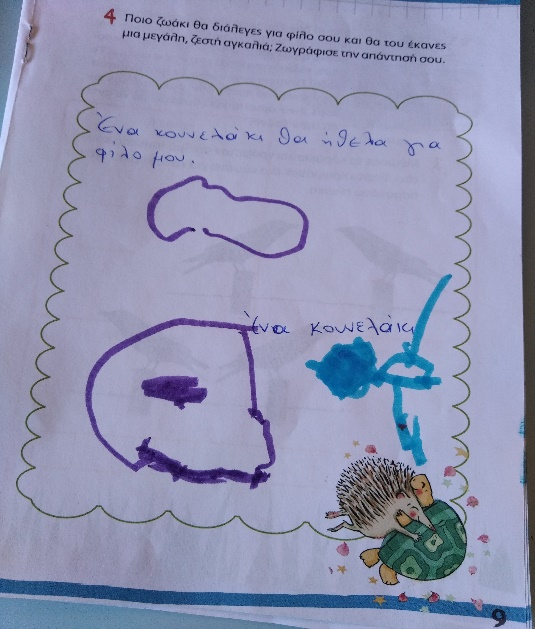 4 Ποιο ζωάκι θα διάλεγες για φίλο σου και θα του έκανες
μια μεγάλη, ζεστή αγκαλιά; Ζωγράφισε την απάντησή σου.
Ένα κουνελάκι θα ήθελα για
φίλο μου.
Ένα κουνελάκι
9